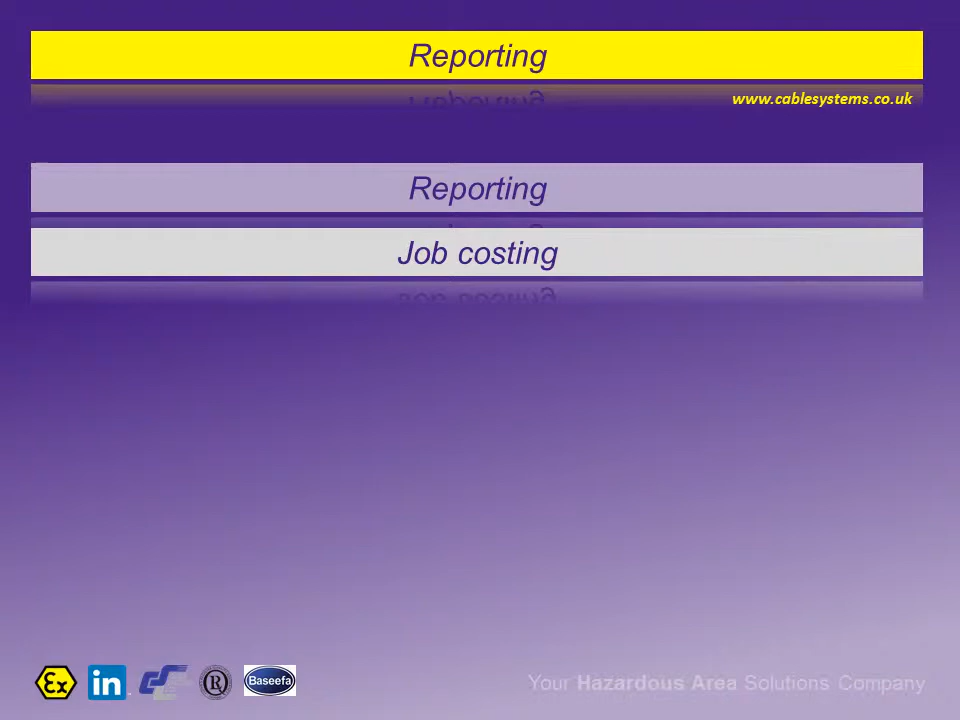 Reporting
www.cablesystems.co.uk
Reporting
Job costing
Ex
in
R
Baseefa
Your Hazardous Area Solutions Company